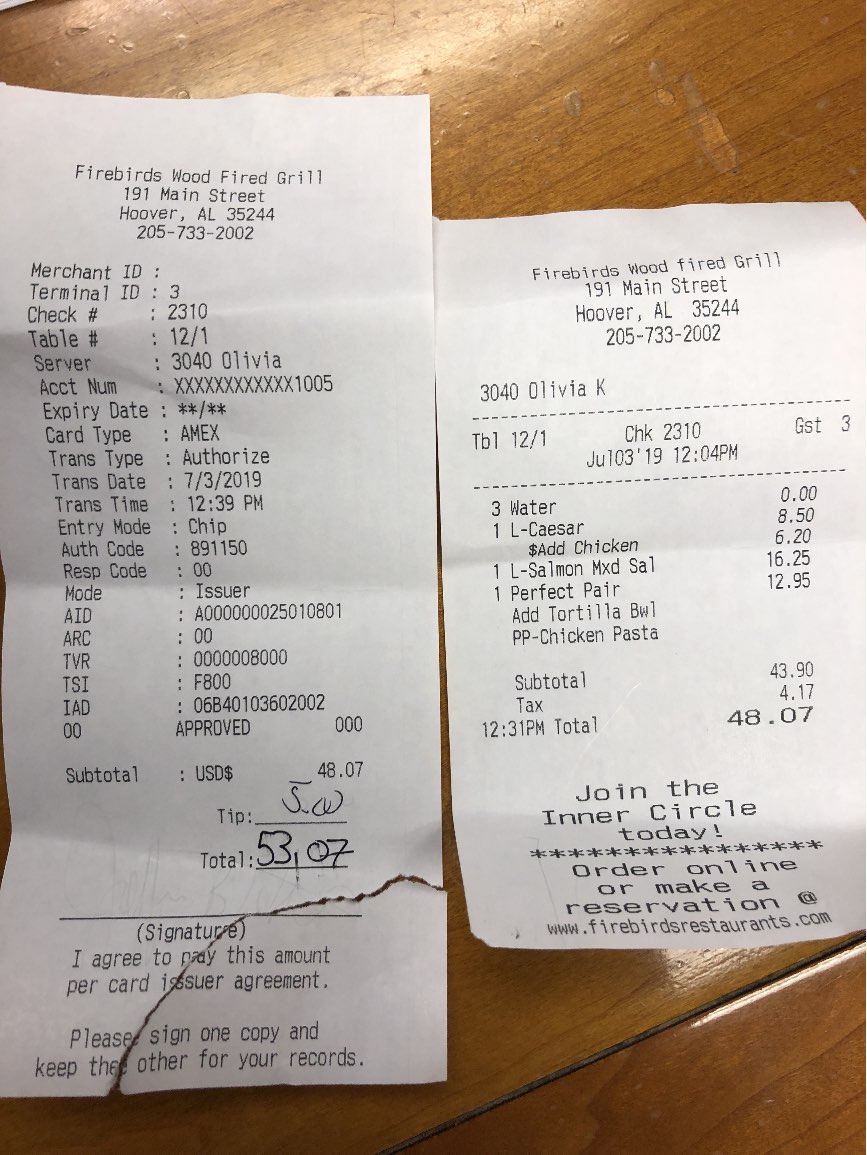 Firebirds Wood Fired Grill
191 Main Street
Hoover, AL 35244
205-733-2002
Merchant ID :
Terminal ID : 3
Check # : 2310
Table # : 12/1
Server : 3040 Olivia
Acct Num : XXXXXXXXXXXX1005
Expiry Date : **/**
Card Type : AMEX
Trans Type : Authorize
Trans Date : 7/3/2019
Trans Time : 12:39 PM
Entry Mode : Chip
Auth Code : 891150
Resp Code : 00
Mode : Issuer
AID : A000000025010801
ARC : 00
TVR : 0000008000
TSI : F800
IAD : 06B40103602002
00 APPROVED 000
Subtotal : USD$ 48.07
Tip: 5.00
Total: 53,07
(Signature)
I agree to pay this amount
per card issuer agreement.
Please sign one copy and
keep the other for your records.
Firebirds Wood fired Grill
191 Main Street
Hoover, AL 35244
205-733-2002
3040 Olivia K
Tbl 12/1 Chk 2310 Gst 3
Jul03'19 12:04PM
3 Water 0.00
1 L-Caesar 8.50
$Add Chicken 6.20
1 L-Salmon Mxd Sal 16.25
1 Perfect Pair 12.95
Add Tortilla Bwl
PP-Chicken Pasta
Subtotal 43.90
Tax 4.17
12:31PM Total 48.07
Join the
Inner Circle
today!
****************
Order online
or make a
reservation @
www.firebirdsrestaurants.com